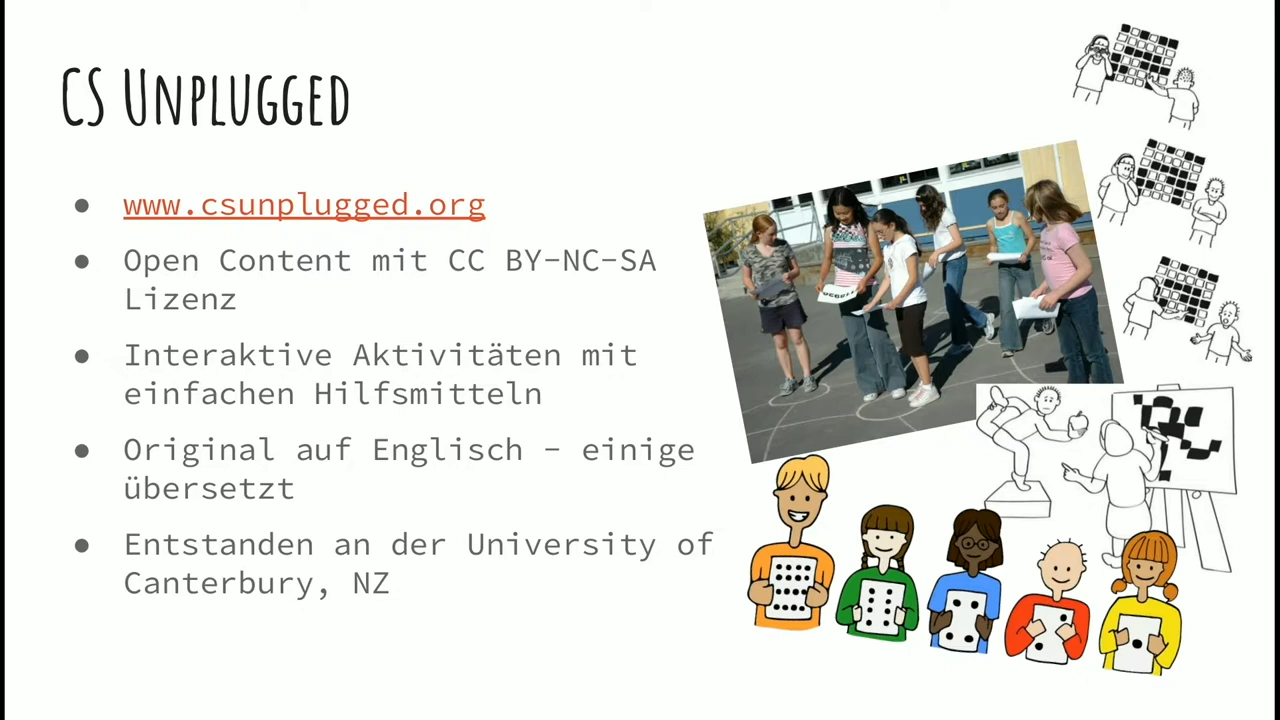 CS Unplugged
www.csunplugged.org
Open Content mit CC BY-NC-SA
Lizenz
Interaktive Aktivitäten mit
einfachen Hilfsmitteln
Original auf Englisch - einige
übersetzt
Entstanden an der University of
Canterbury, NZ